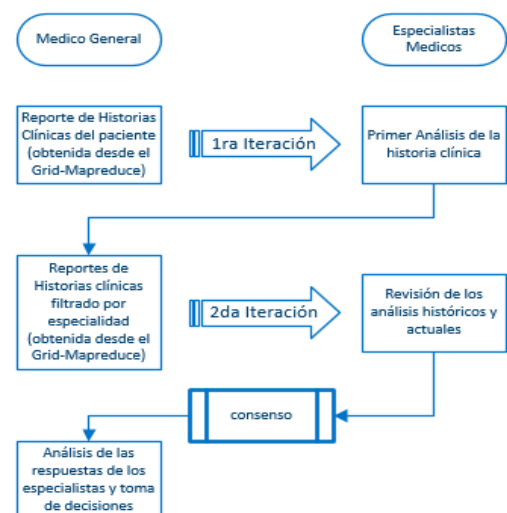 Medico General
Especialistas
Medicos
Reporte de Historias
Clínicas del paciente
(obtenida desde el
Grid-Mapreduce)
1ra Iteración
Primer Análisis de la
historia clínica
Reportes de
Historias clínicas
filtrado por
especialidad
(obtenida desde el
Grid-Mapreduce)
2da Iteración
Revisión de los
análisis históricos y
actuales
consenso
Análisis de las
respuestas de los
especialistas y toma
de decisiones